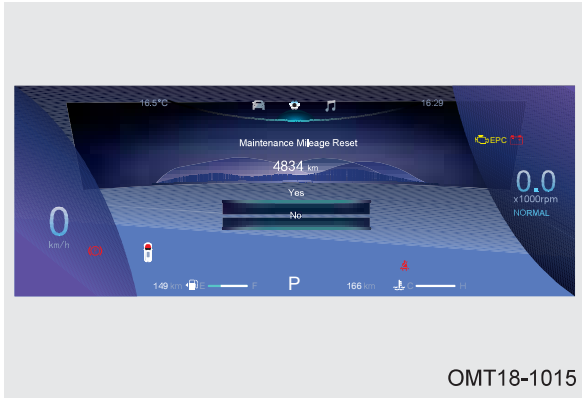 16.5°C 16:29
Maintenance Mileage Reset
4834 km
EPC
Yes
No
0
km/h
0.0
x1000rpm
NORMAL
149 km E F P 166 km C H
OMT18-1015